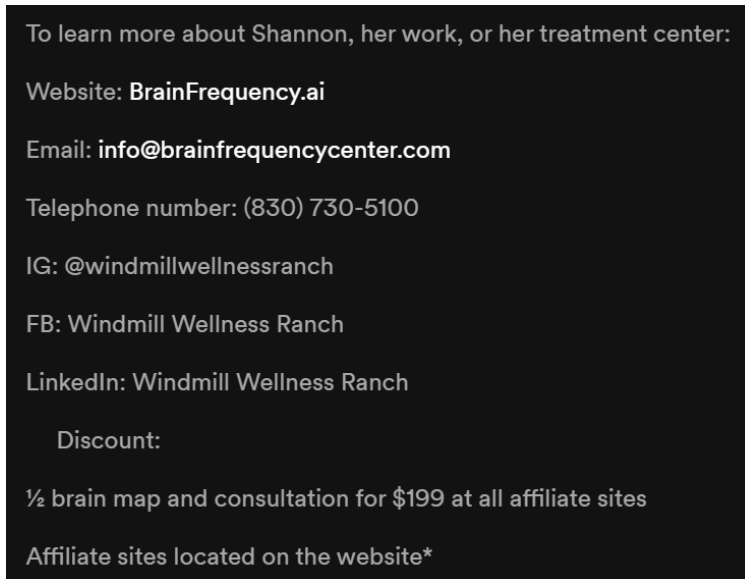 To learn more about Shannon, her work, or her treatment center:
Website: BrainFrequency.ai
Email: info@brainfrequencycenter.com
Telephone number: (830) 730-5100
IG: @windmillwellnessranch
FB: Windmill Wellness Ranch
LinkedIn: Windmill Wellness Ranch
Discount:
½ brain map and consultation for $199 at all affiliate sites
Affiliate sites located on the website*